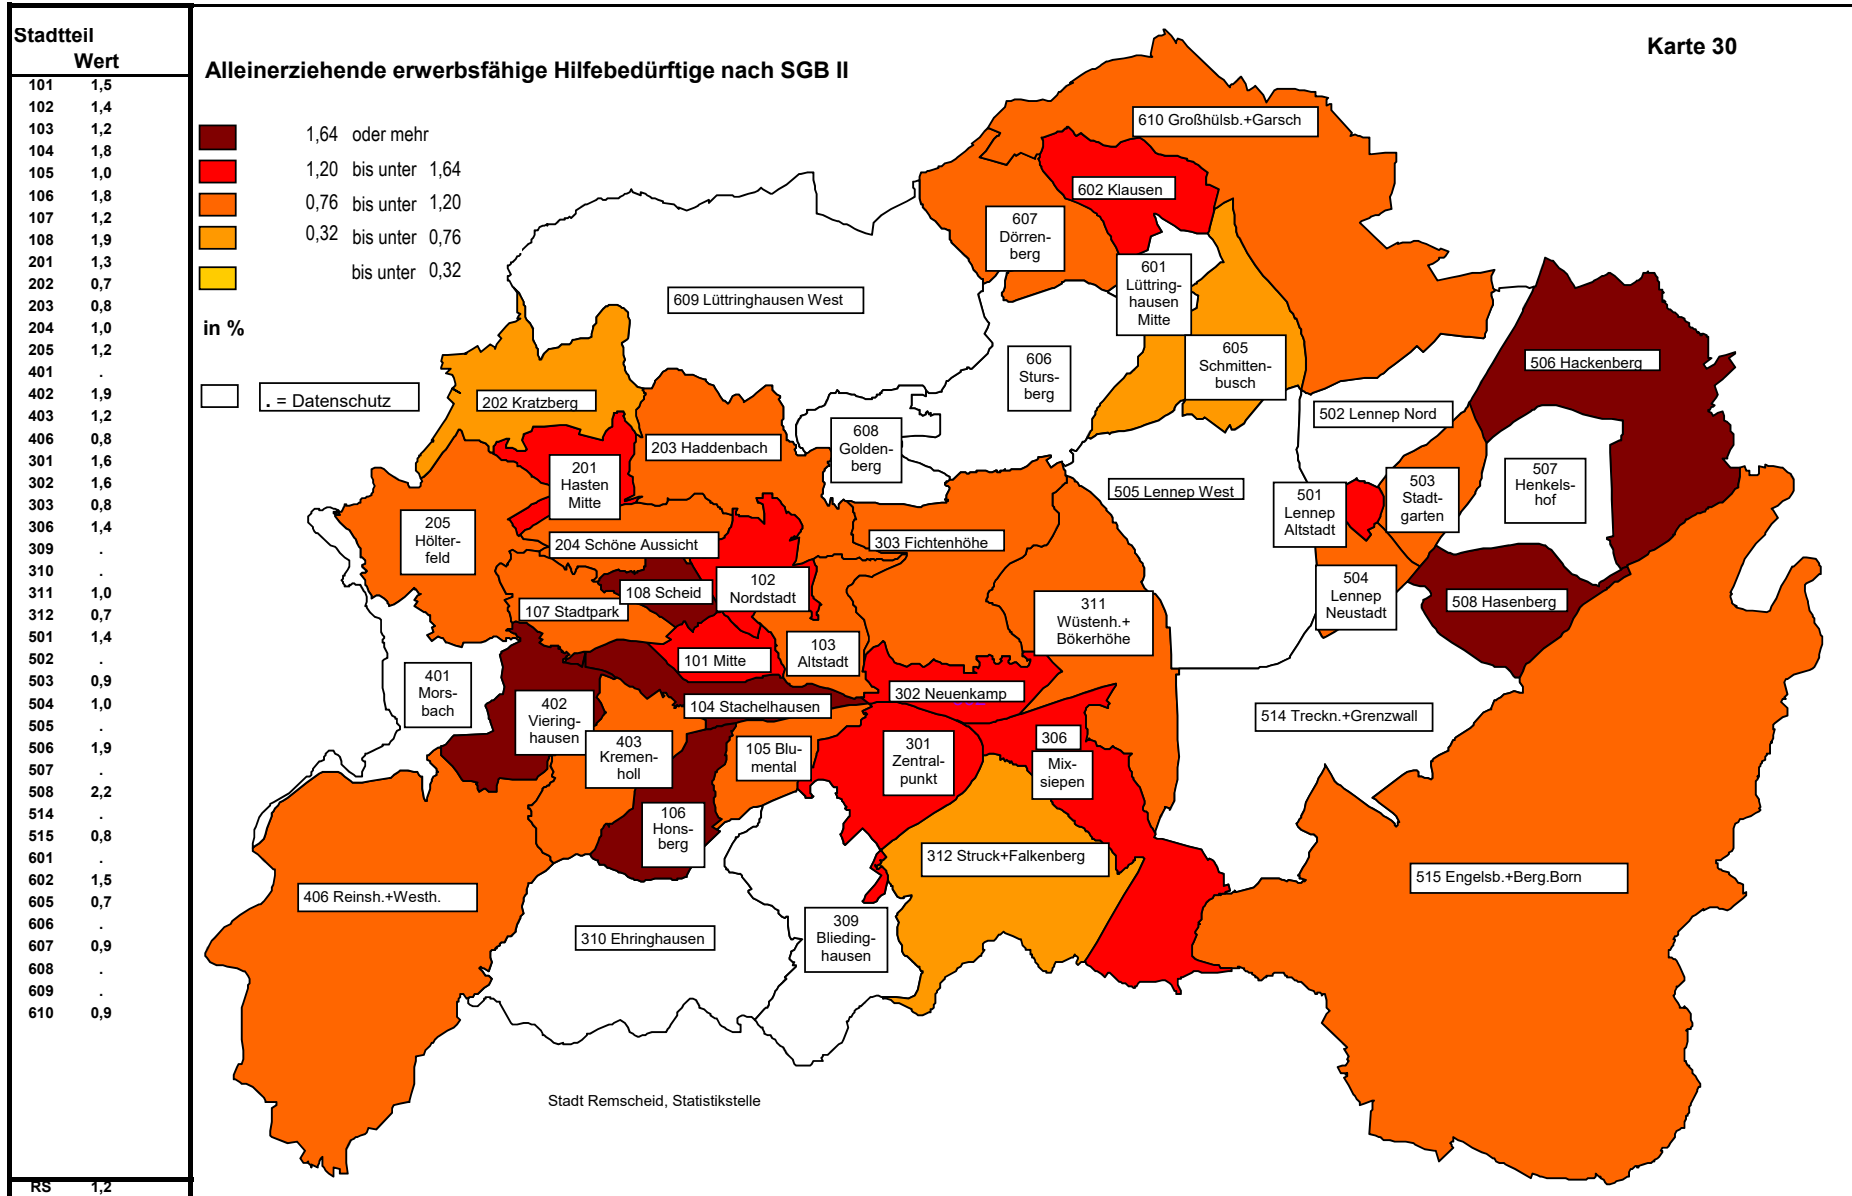 Stadtteil
Wert
101 1,5
102 1,4
103 1,2
104 1,8
105 1,0
106 1,8
107 1,2
108 1,9
201 1,3
202 0,7
203 0,8
204 1,0
205 1,2
401 .
402 1,9
403 1,2
406 0,8
301 1,6
302 1,6
303 0,8
306 1,4
309 .
310 .
311 1,0
312 0,7
501 1,4
502 .
503 0,9
504 1,0
505 .
506 1,9
507 .
508 2,2
514 .
515 0,8
601 .
602 1,5
605 0,7
606 .
607 0,9
608 .
609 .
610 0,9
RS 1,2
Karte 30
Alleinerziehende erwerbsfähige Hilfebedürftige nach SGB II
1,64 oder mehr
1,20 bis unter 1,64
0,76 bis unter 1,20
0,32 bis unter 0,76
bis unter 0,32
in %
. = Datenschutz
610 Großhülsb.+Garsch
602 Klausen
607
Dörren-
berg
601
Lüttring-
hausen
Mitte
609 Lüttringhausen West
605
Schmitten-
busch
606
Sturs-
berg
506 Hackenberg
202 Kratzberg
502 Lennep Nord
203 Haddenbach
608
Golden-
berg
201
Hasten
Mitte
507
Henkels-
hof
503
Stadt-
garten
505 Lennep West
501
Lennep
Altstadt
205
Hölter-
feld
204 Schöne Aussicht
303 Fichtenhöhe
102
Nordstadt
108 Scheid
504
Lennep
Neustadt
508 Hasenberg
107 Stadtpark
311
Wüstenh.+
Bökerhöhe
103
Altstadt
101 Mitte
401
Mors-
bach
302 Neuenkamp
402
Viering-
hausen
104 Stachelhausen
514 Treckn.+Grenzwall
403
Kremen-
holl
105 Blu-
mental
301
Zentral-
punkt
306
Mix-
siepen
106
Hons-
berg
312 Struck+Falkenberg
515 Engelsb.+Berg.Born
406 Reinsh.+Westh.
309
Blieding-
hausen
310 Ehringhausen
Stadt Remscheid, Statistikstelle